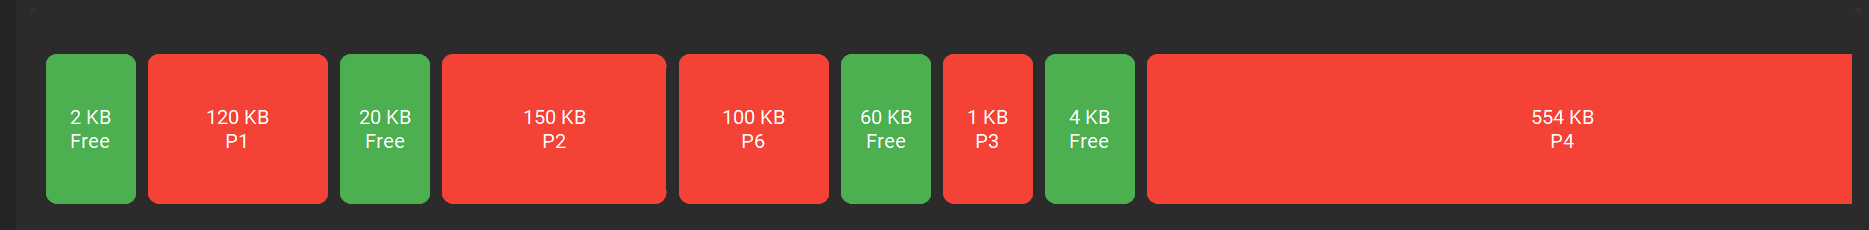 2 KB
Free
120 KB
P1
20 KB
Free
150 KB
P2
100 KB
P6
60 KB
Free
1 KB
P3
4 KB
Free
554 KB
P4